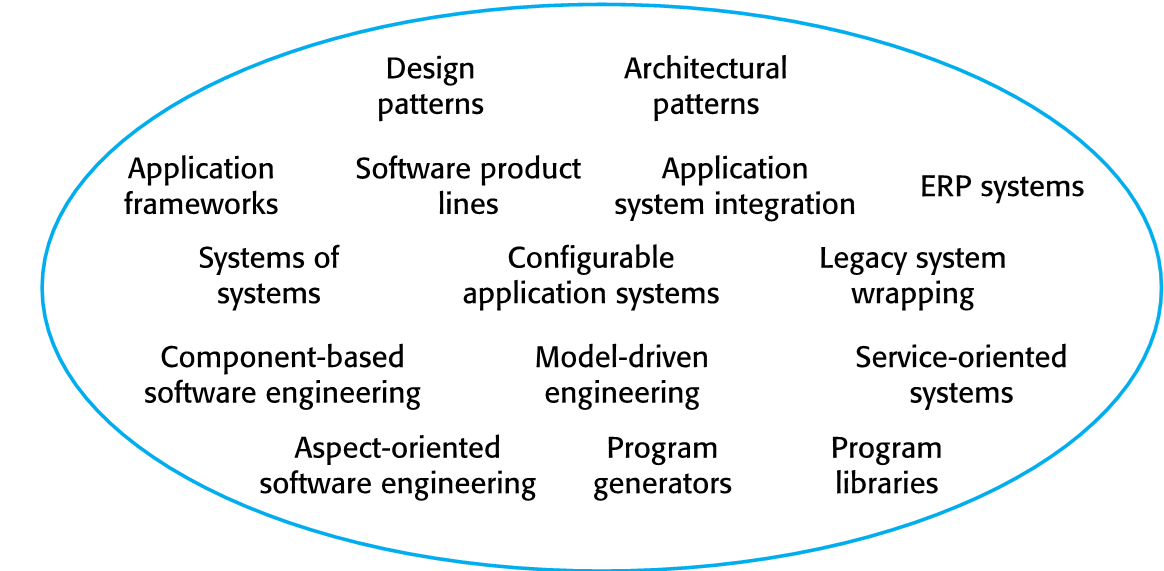 Design
patterns
Architectural
patterns
Application
frameworks
Software product
lines
Application
system integration
ERP systems
Systems of
systems
Configurable
application systems
Legacy system
wrapping
Component-based
software engineering
Model-driven
engineering
Service-oriented
systems
Aspect-oriented
software engineering
Program
generators
Program
libraries